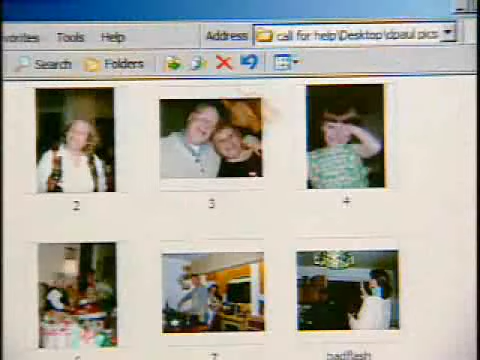 vorites Tools Help Address call for help\Desktop\dpaul pics
Search Folders
2 3 4
7 badflash